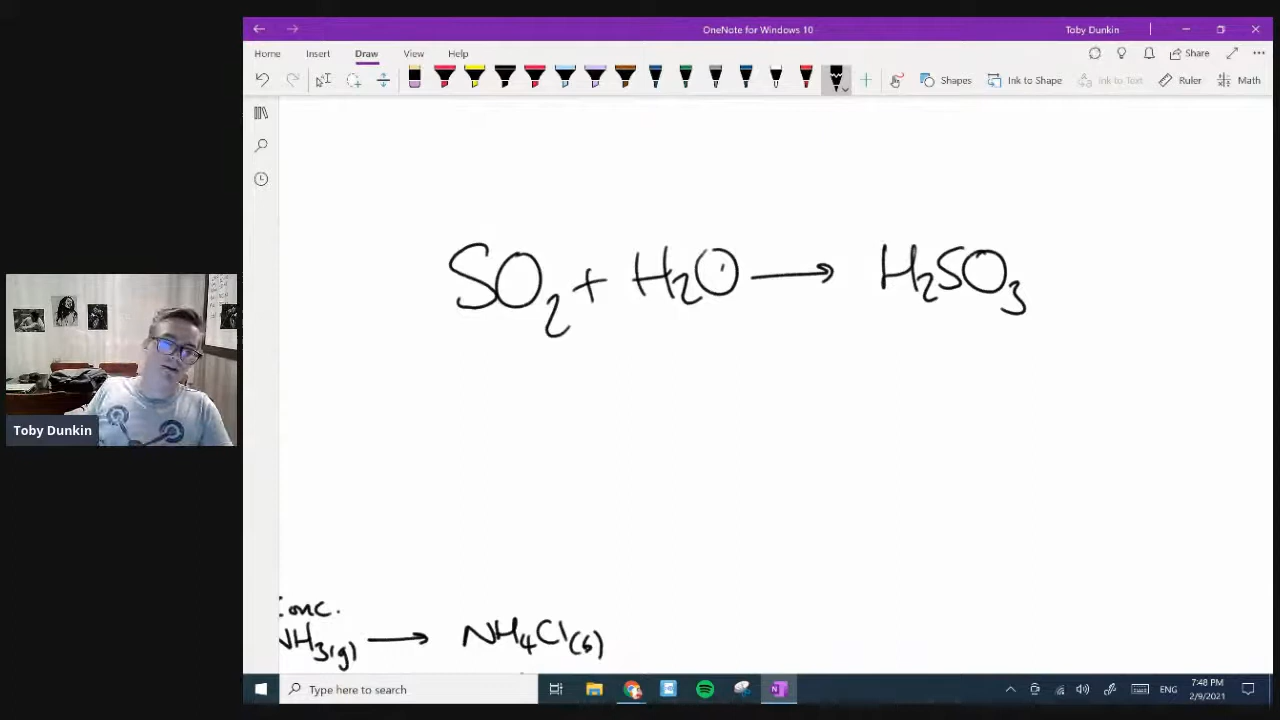 OneNote for Windows 10
Toby Dunkin
Home Insert Draw View Help
Share
Shapes
Ink to Shape
Ink to Text
Ruler
Math
SO2 + H2O → H2SO3
Toby Dunkin
Conc.
NH3(g) → NH4Cl(s)
Type here to search
ENG
7:48 PM
2/9/2021